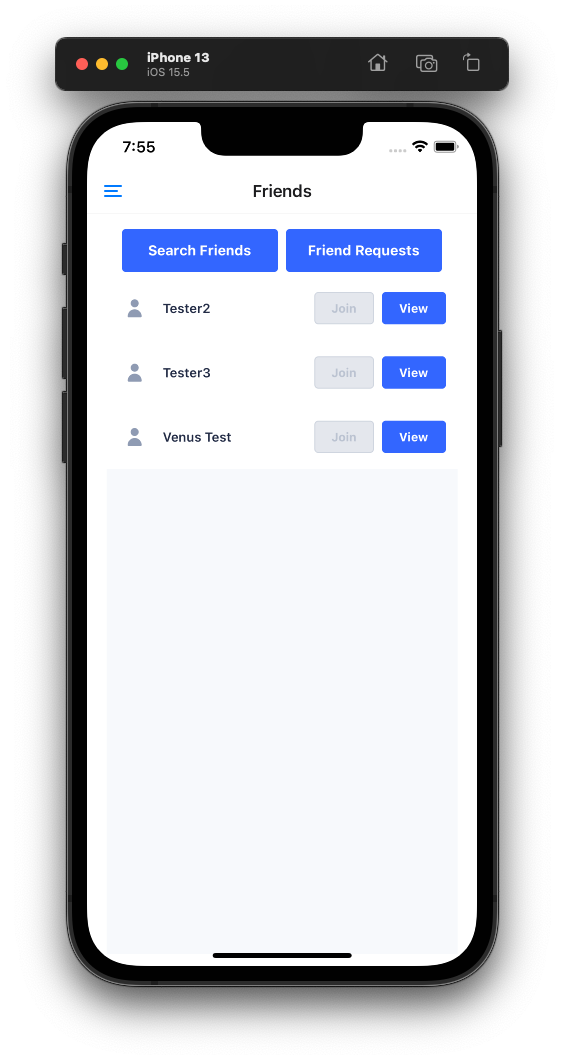 iPhone 13
iOS 15.5
7:55
Friends
Search Friends Friend Requests
Tester2 Join View
Tester3 Join View
Venus Test Join View